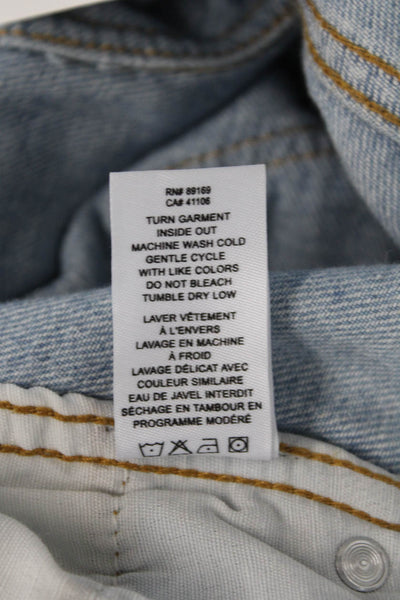 RN# 89169
CA# 41106
TURN GARMENT
INSIDE OUT
MACHINE WASH COLD
GENTLE CYCLE
WITH LIKE COLORS
DO NOT BLEACH
TUMBLE DRY LOW
LAVER VÊTEMENT
À L'ENVERS
LAVAGE EN MACHINE
À FROID
LAVAGE DÉLICAT AVEC
COULEUR SIMILAIRE
EAU DE JAVEL INTERDIT
SÉCHAGE EN TAMBOUR EN
PROGRAMME MODÉRÉ